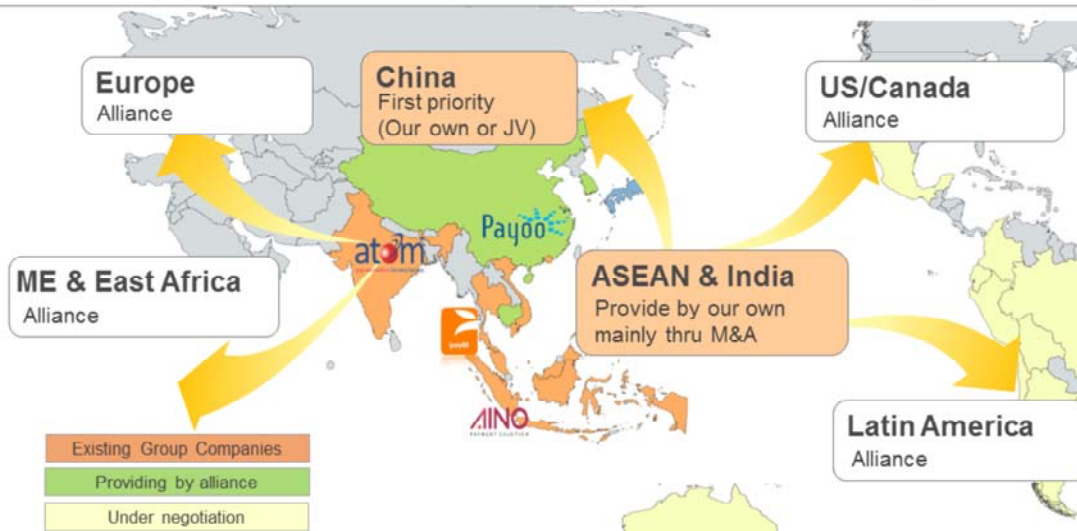 Europe
Alliance
China
First priority
(Our own or JV)
US/Canada
Alliance
Payoo
atom
ME & East Africa
Alliance
ASEAN & India
Provide by our own
mainly thru M&A
ipay88
AINO
PAYMENT SOLUTION
Latin America
Alliance
Existing Group Companies
Providing by alliance
Under negotiation